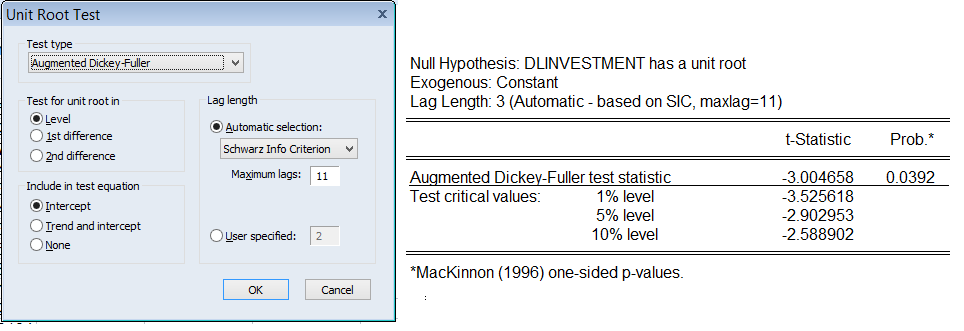 Unit Root Test
x
Test type
Augmented Dickey-Fuller
Test for unit root in
Level
1st difference
2nd difference
Include in test equation
Intercept
Trend and intercept
None
Lag length
Automatic selection:
Schwarz Info Criterion
Maximum lags: 11
User specified: 2
OK Cancel
Null Hypothesis: DLINVESTMENT has a unit root
Exogenous: Constant
Lag Length: 3 (Automatic - based on SIC, maxlag=11)
t-Statistic Prob.*
Augmented Dickey-Fuller test statistic -3.004658 0.0392
Test critical values: 1% level -3.525618
5% level -2.902953
10% level -2.588902
*MacKinnon (1996) one-sided p-values.